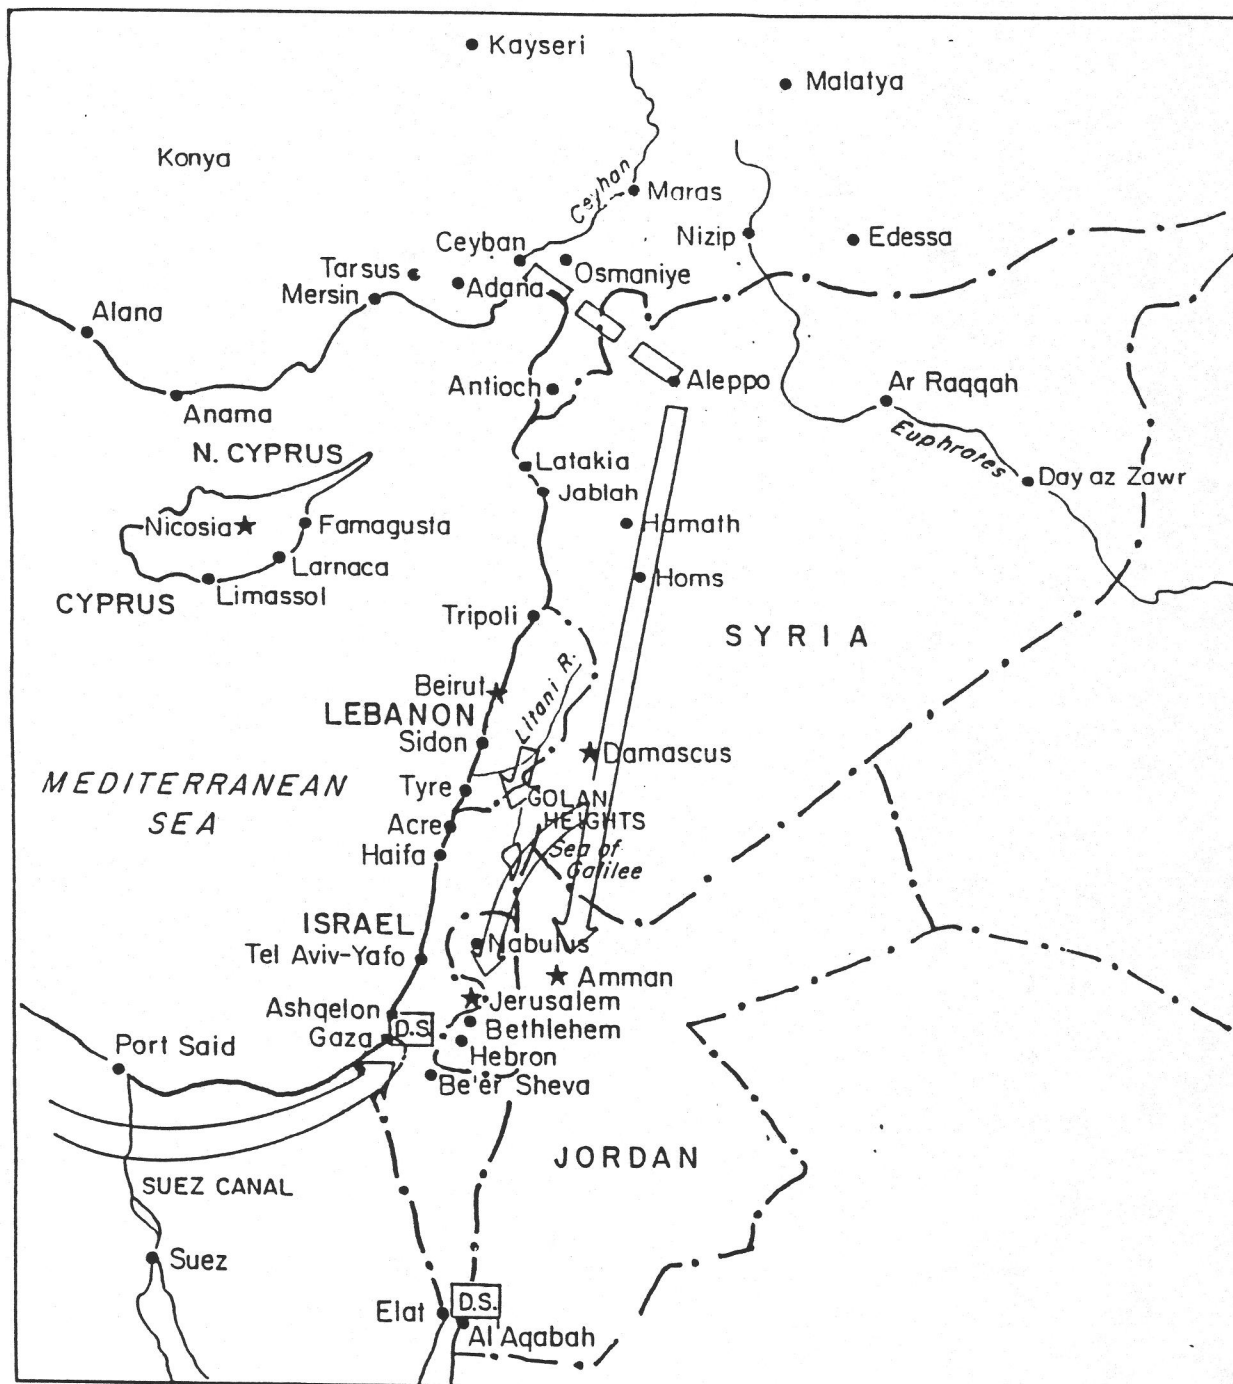 Kayseri
Malatya
Konya
Ceyhan
Maras
Nizip
Edessa
Ceyban
Osmaniye
Tarsus
Adana
Mersin
Alana
Antioch
Aleppo
Ar Raqqah
Anama
Euphrates
N. CYPRUS
Latakia
Day az Zawr
Jablah
Nicosia
Famagusta
Hamath
Larnaca
Homs
Limassol
CYPRUS
Tripoli
SYRIA
Litani R.
Beirut
LEBANON
Sidon
Damascus
MEDITERRANEAN
SEA
Tyre
GOLAN
HEIGHTS
Acre
Haifa
Sea of
Galilee
ISRAEL
Nabulus
Tel Aviv-Yafo
Amman
Jerusalem
Ashqelon
D.S.
Bethlehem
Gaza
Port Said
Hebron
Be'er Sheva
JORDAN
SUEZ CANAL
Suez
D.S.
Elat
Al Aqabah